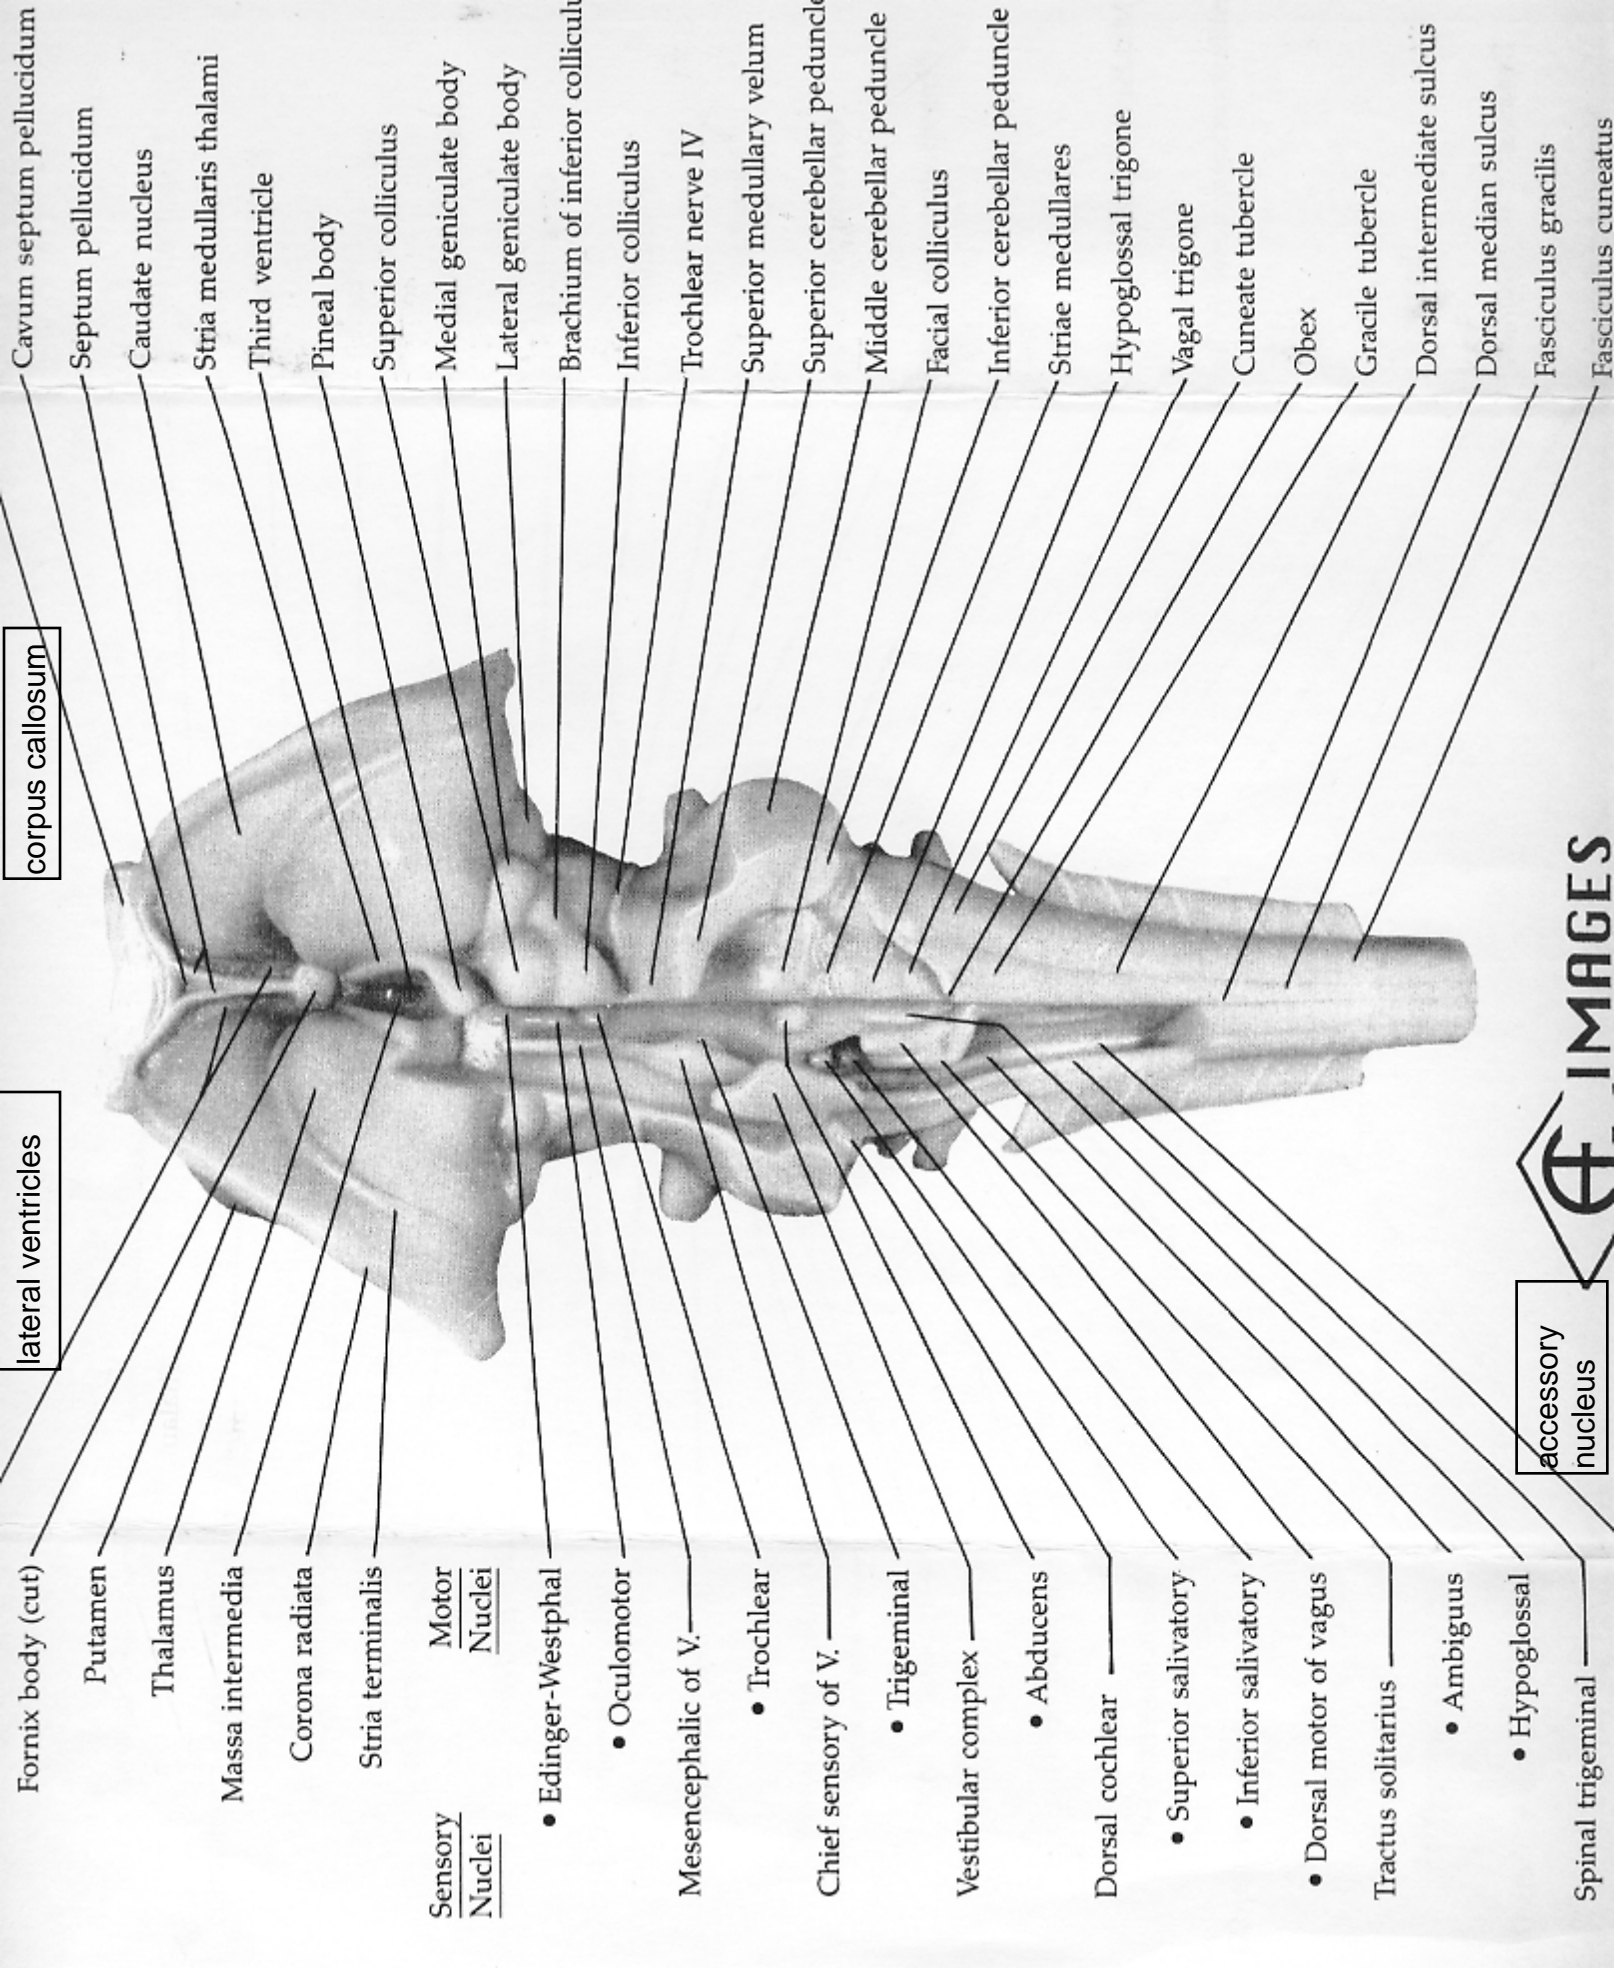 corpus callosum
lateral ventricles
Cavum septum pellucidum
Septum pellucidum
Caudate nucleus
Stria medullaris thalami
Third ventricle
Pineal body
Superior colliculus
Medial geniculate body
Lateral geniculate body
Brachium of inferior collicul
Inferior colliculus
Trochlear nerve IV
Superior medullary velum
Superior cerebellar peduncle
Middle cerebellar peduncle
Facial colliculus
Inferior cerebellar peduncle
Striae medullares
Hypoglossal trigone
Vagal trigone
Cuneate tubercle
Obex
Gracile tubercle
Dorsal intermediate sulcus
Dorsal median sulcus
Fasciculus gracilis
Fasciculus cuneatus
Fornix body (cut)
Putamen
Thalamus
Massa intermedia
Corona radiata
Stria terminalis
Sensory Nuclei
Motor Nuclei
• Edinger-Westphal
• Oculomotor
Mesencephalic of V.
• Trochlear
Chief sensory of V.
• Trigeminal
Vestibular complex
• Abducens
Dorsal cochlear
• Superior salivatory
• Inferior salivatory
• Dorsal motor of vagus
Tractus solitarius
• Ambiguus
• Hypoglossal
Spinal trigeminal
accessory
nucleus
IMAGES